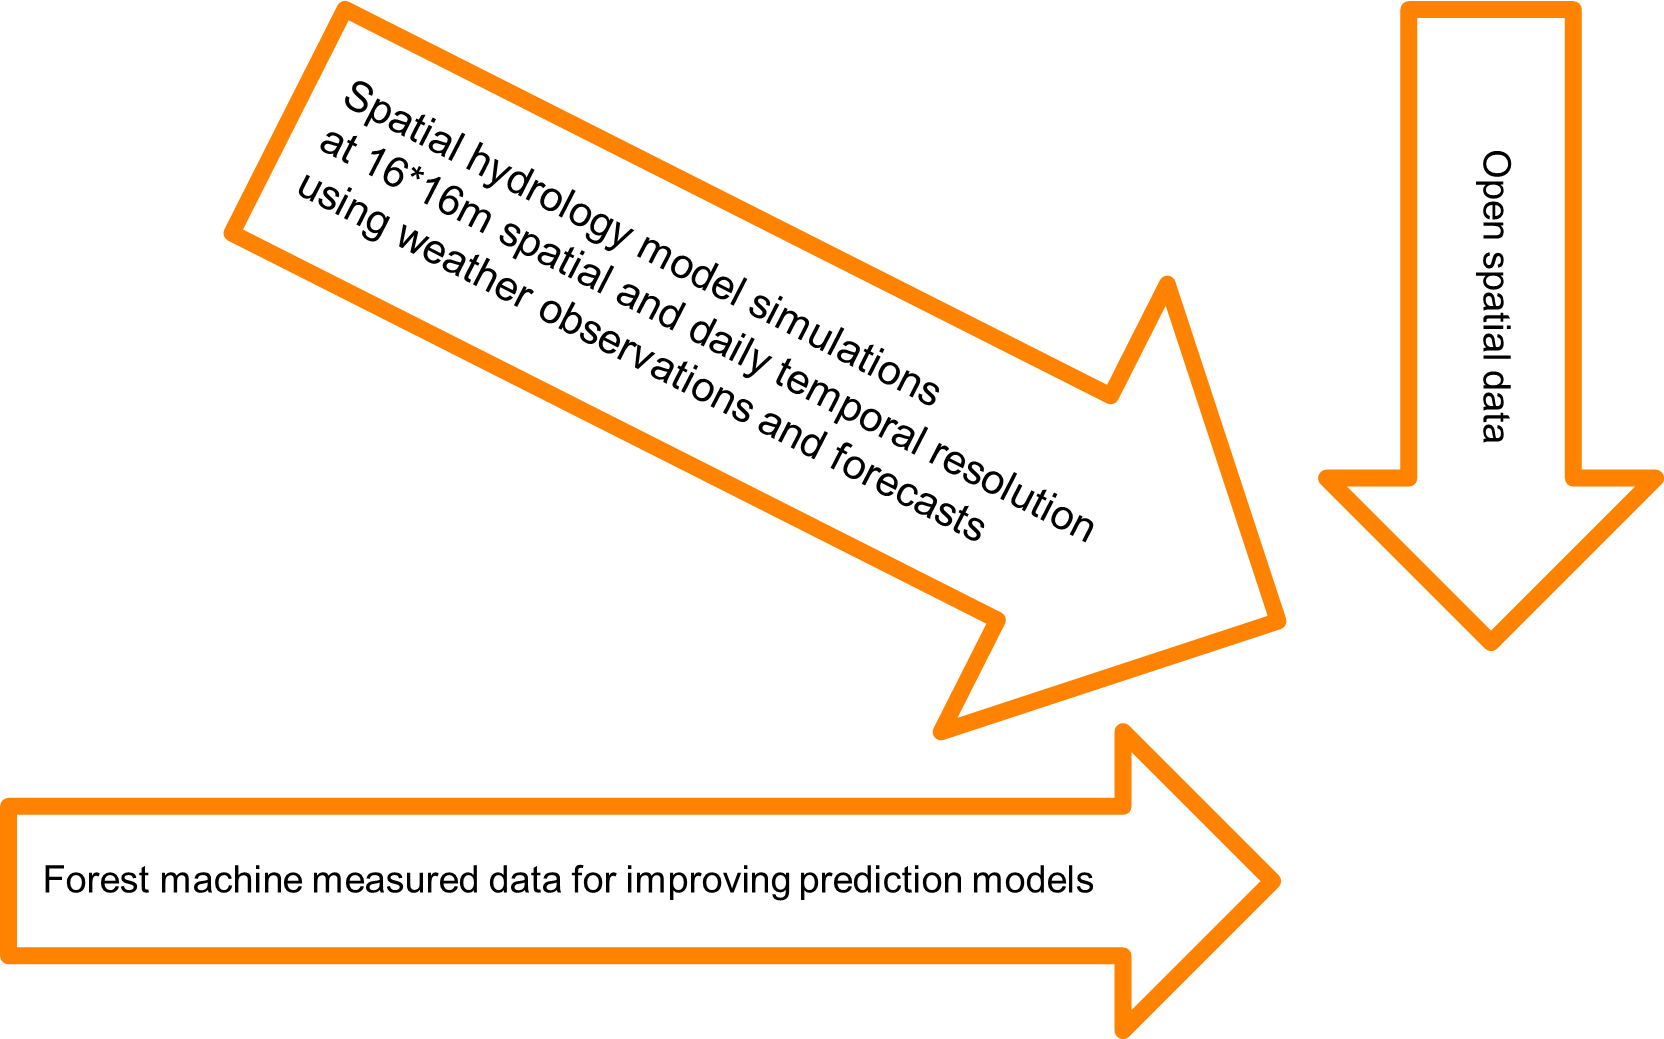 Spatial hydrology model simulations
at 16*16m spatial and daily temporal resolution
using weather observations and forecasts
Open spatial data
Forest machine measured data for improving prediction models